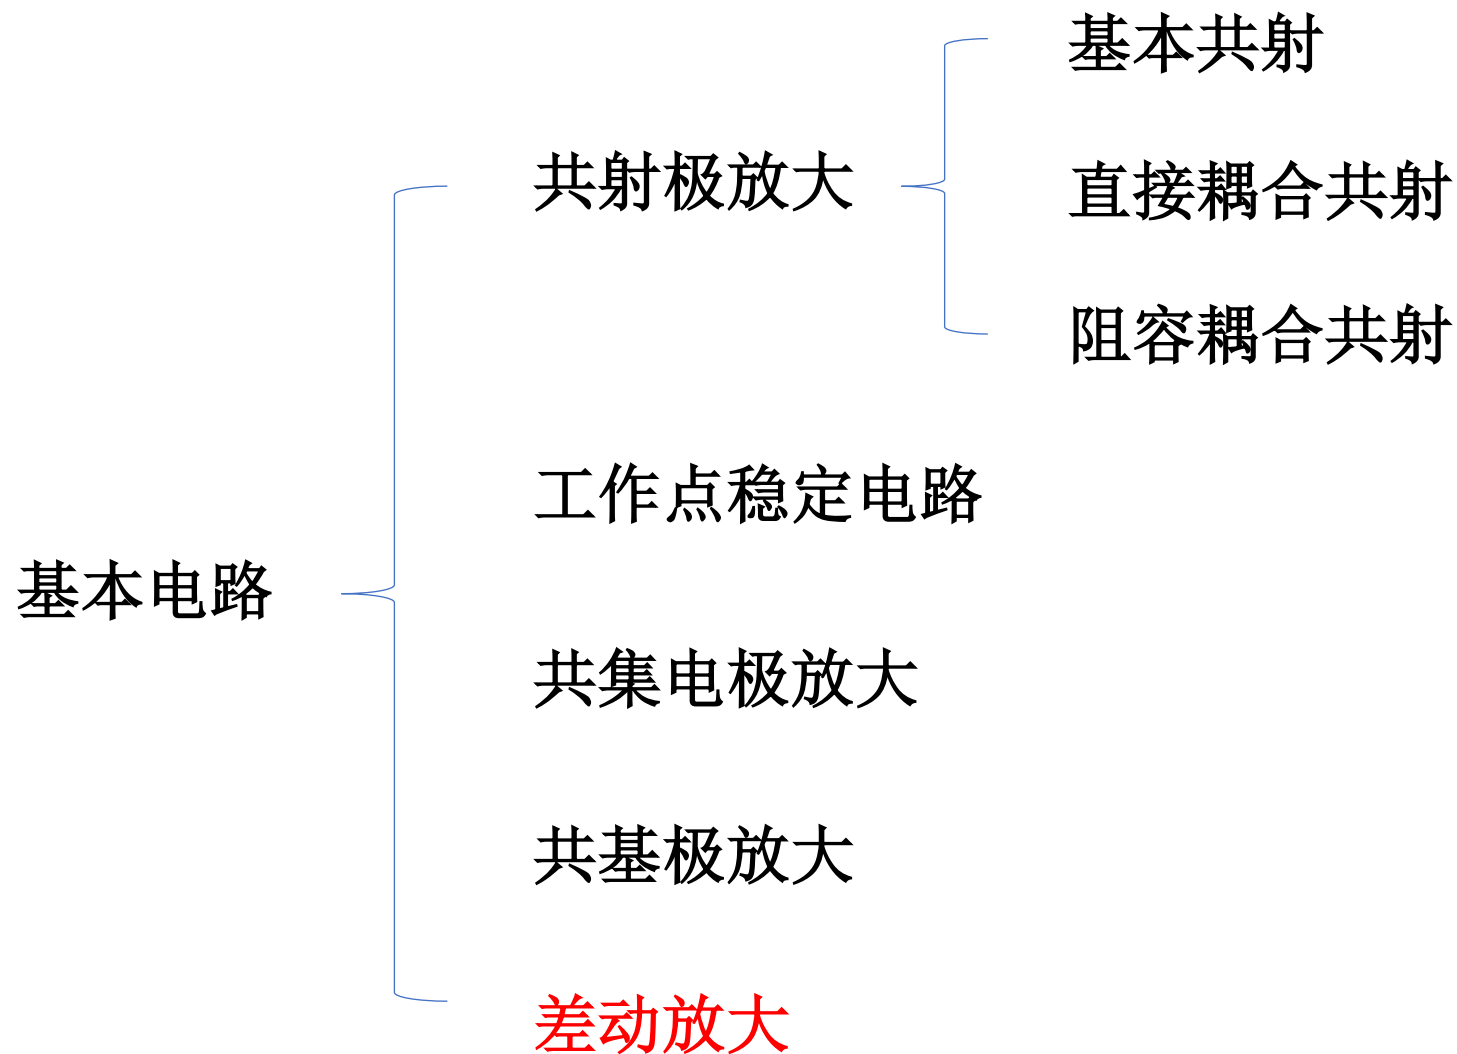 基本电路
共射极放大
基本共射
直接耦合共射
阻容耦合共射
工作点稳定电路
共集电极放大
共基极放大
差动放大